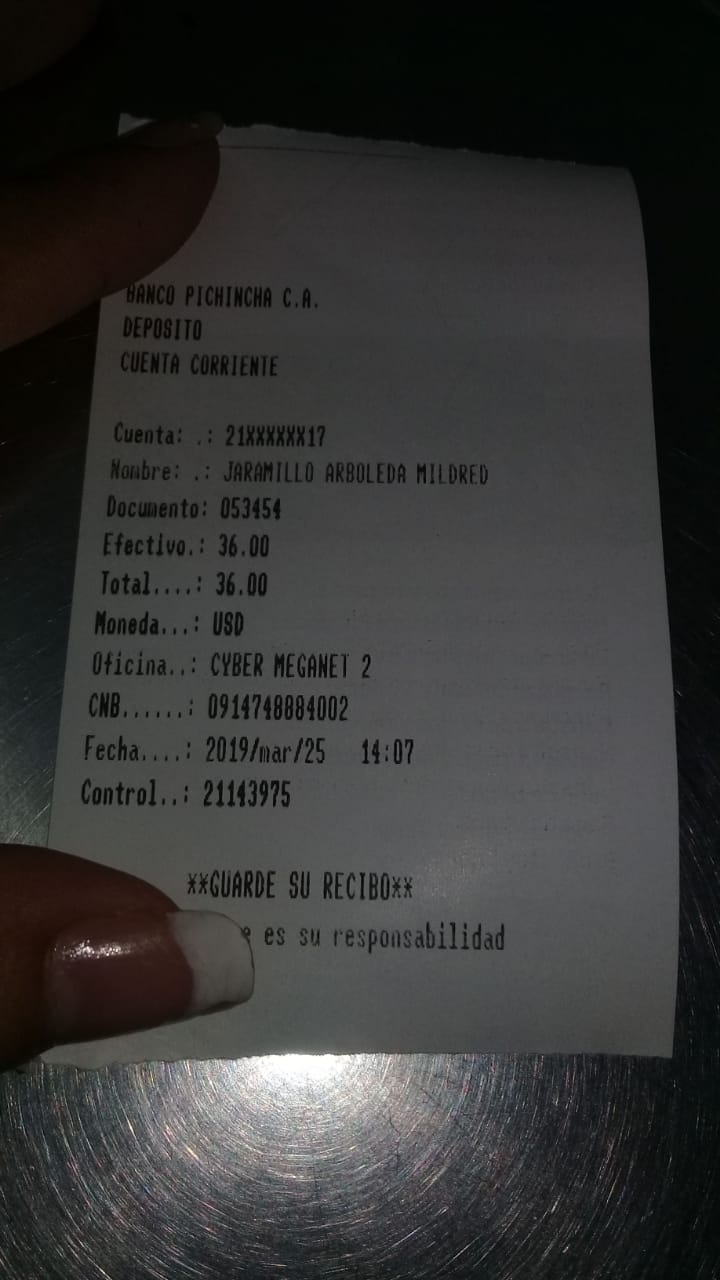 BANCO PICHINCHA C.A.
DEPOSITO
CUENTA CORRIENTE
Cuenta: .: 21XXXXXX17
Nombre: .: JARAMILLO ARBOLEDA MILDRED
Documento: 053454
Efectivo.: 36.00
Total....: 36.00
Moneda...: USD
Oficina..: CYBER MEGANET 2
CNB......: 0914748884002
Fecha....: 2019/mar/25 14:07
Control..: 21143975
**GUARDE SU RECIBO**
es su responsabilidad